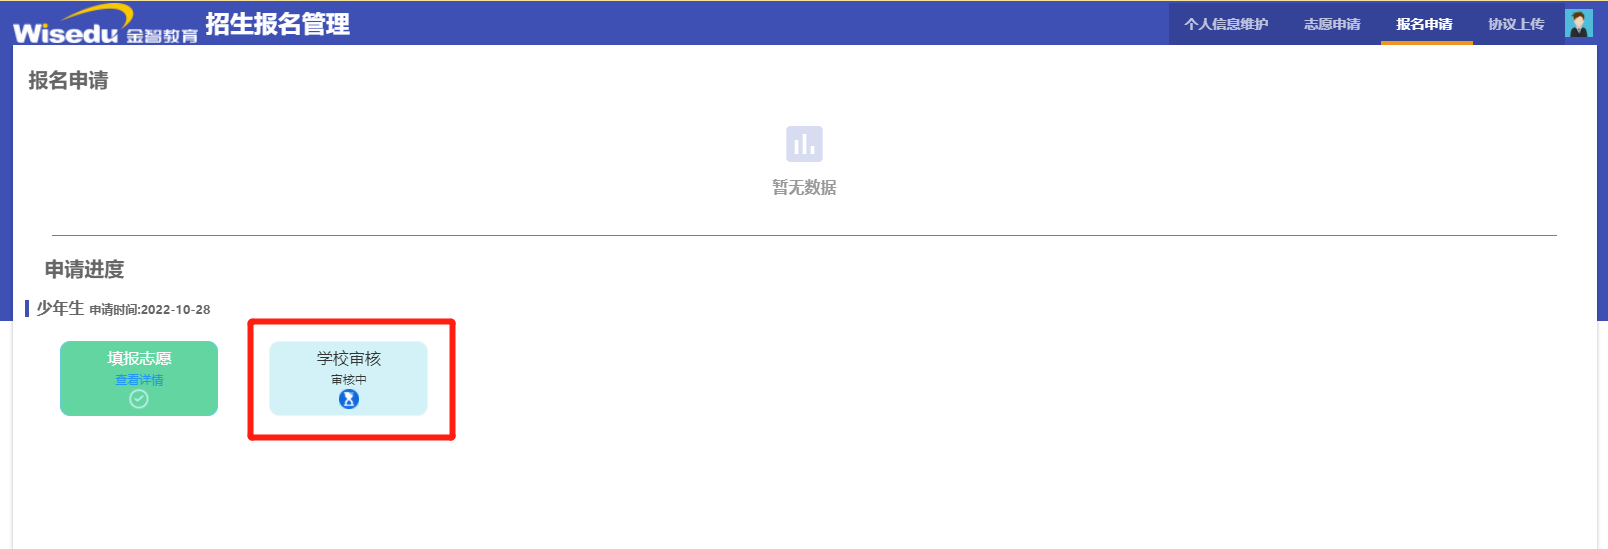 Wisedu 金智教育 招生报名管理
个人信息维护 志愿申请 报名申请 协议上传
报名申请
暂无数据
申请进度
少年生 申请时间:2022-10-28
填报志愿
查看详情
学校审核
审核中